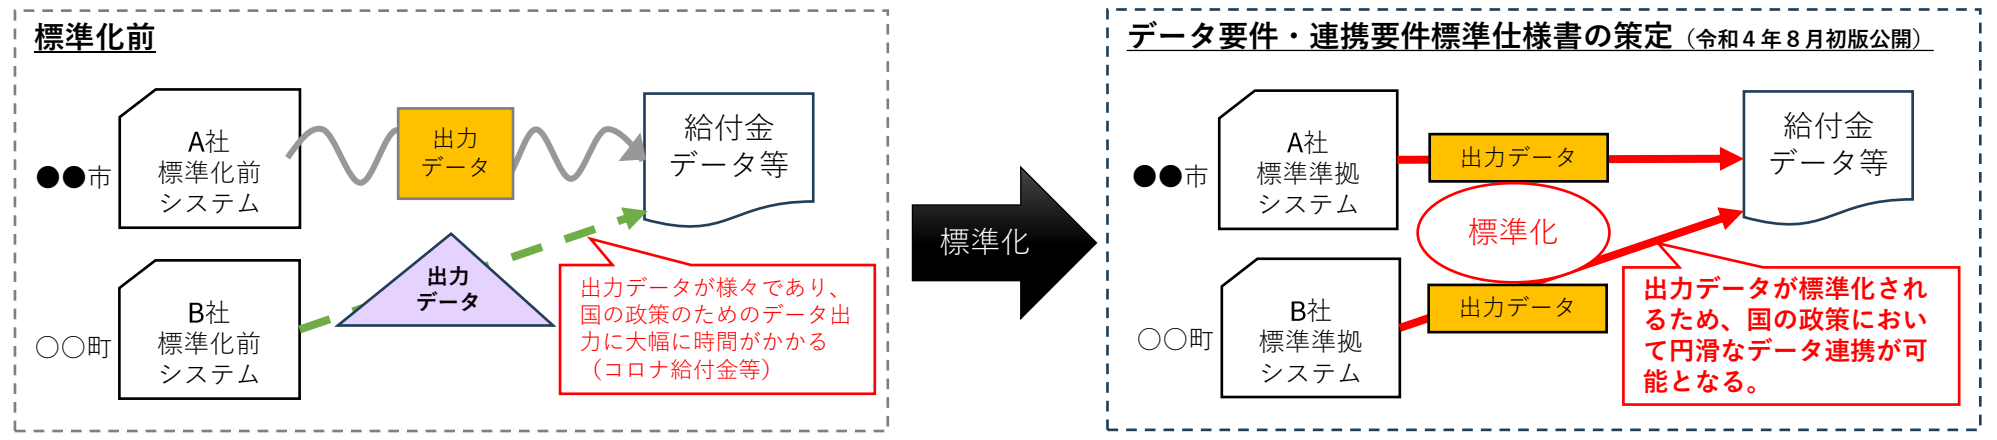 標準化前
●●市
A社
標準化前
システム
出力
データ
給付金
データ等
○○町
B社
標準化前
システム
出力
データ
出力データが様々であり、
国の政策のためのデータ出
力に大幅に時間がかかる
（コロナ給付金等）
標準化
データ要件・連携要件標準仕様書の策定（令和４年８月初版公開）
●●市
A社
標準準拠
システム
出力データ
給付金
データ等
標準化
○○町
B社
標準準拠
システム
出力データ
出力データが標準化され
るため、国の政策におい
て円滑なデータ連携が可
能となる。